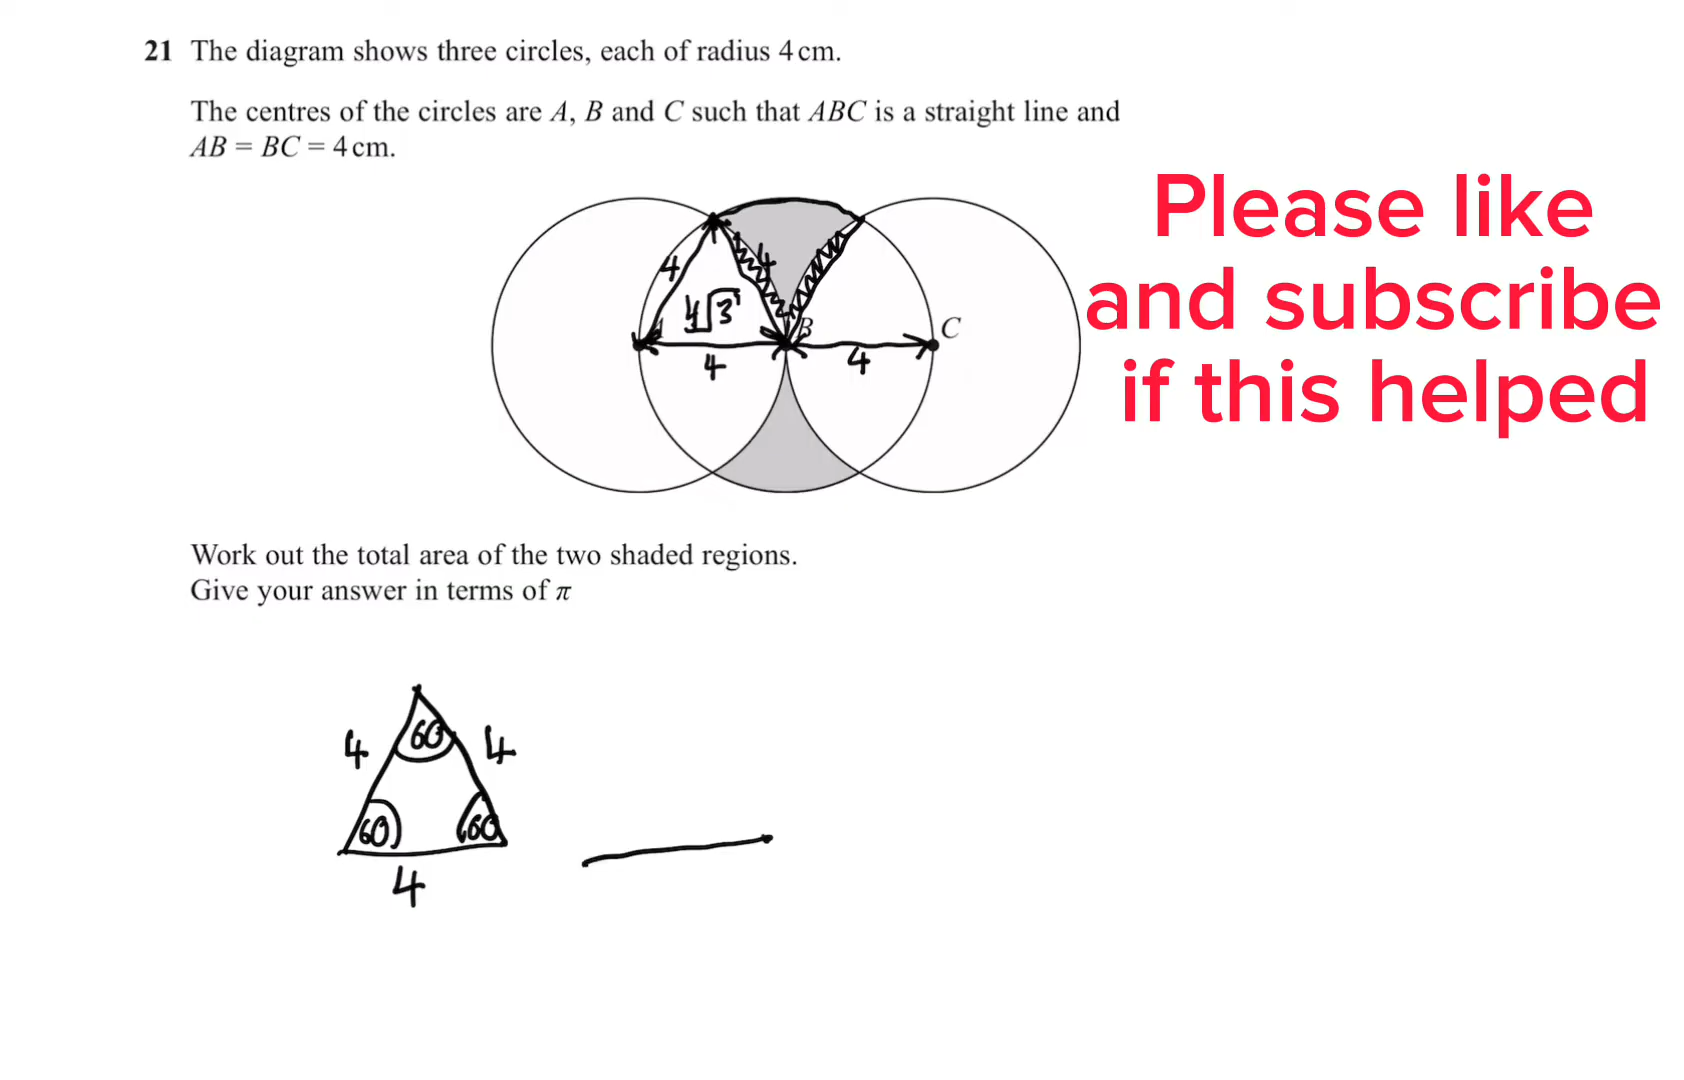 21 The diagram shows three circles, each of radius 4 cm.
The centres of the circles are A, B and C such that ABC is a straight line and
AB = BC = 4 cm.
Please like
and subscribe
if this helped
4
4
4√3
B
C
4
4
Work out the total area of the two shaded regions.
Give your answer in terms of π
60
4
4
60
60
4